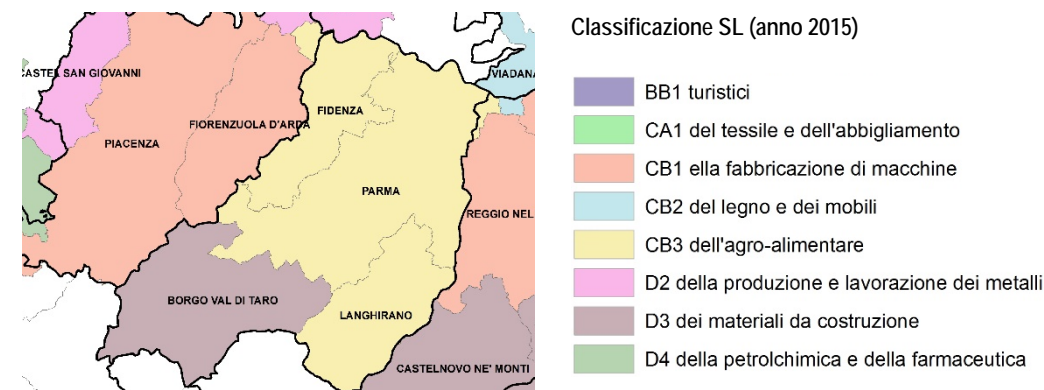 CASTEL SAN GIOVANNI
PIACENZA
FIORENZUOLA D'ARDA
FIDENZA
VIADANA
PARMA
REGGIO NEL
BORGO VAL DI TARO
LANGHIRANO
CASTELNOVO NE' MONTI
Classificazione SL (anno 2015)
BB1 turistici
CA1 del tessile e dell'abbigliamento
CB1 ella fabbricazione di macchine
CB2 del legno e dei mobili
CB3 dell'agro-alimentare
D2 della produzione e lavorazione dei metalli
D3 dei materiali da costruzione
D4 della petrolchimica e della farmaceutica